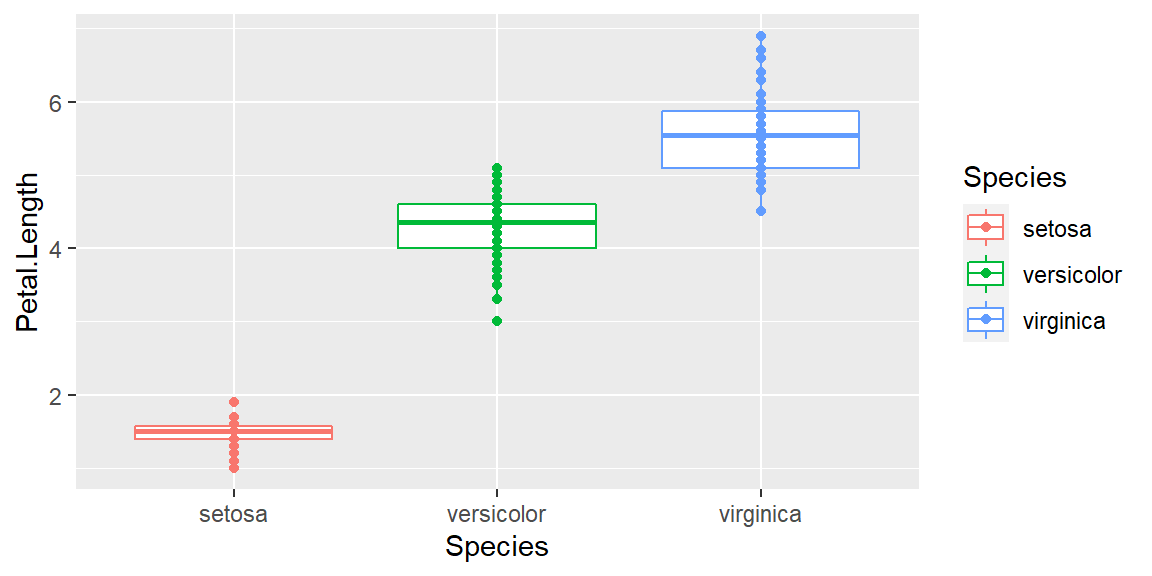 Petal.Length
6
4
2
setosa
versicolor
virginica
Species
Species
setosa
versicolor
virginica